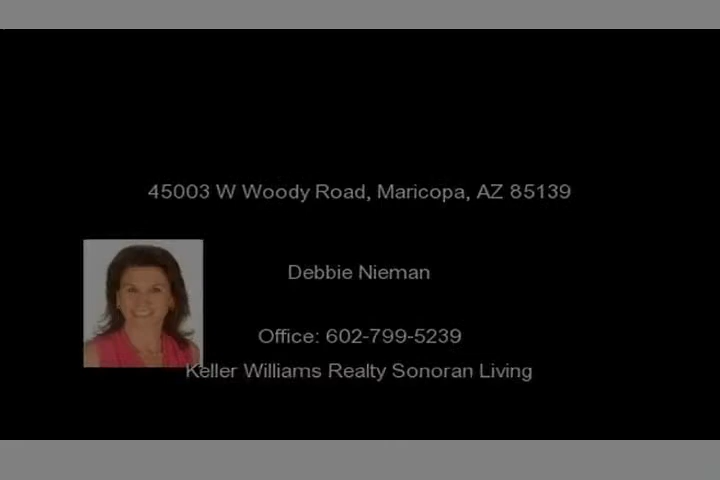 45003 W Woody Road, Maricopa, AZ 85139
Debbie Nieman
Office: 602-799-5239
Keller Williams Realty Sonoran Living